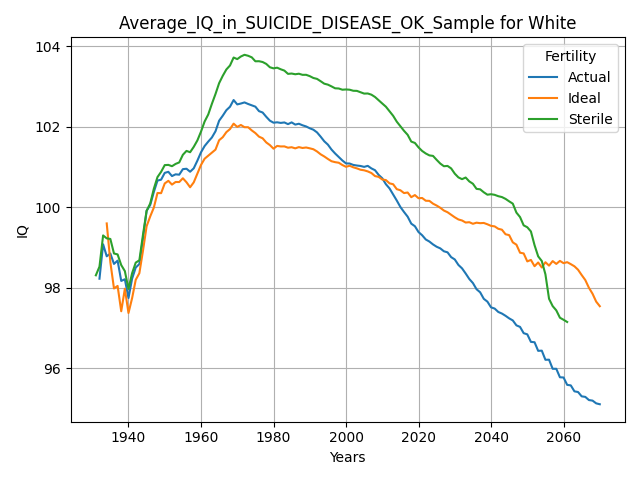 Average_IQ_in_SUICIDE_DISEASE_OK_Sample for White
104
102
100
98
96
IQ
1940
1960
1980
2000
2020
2040
2060
Years
Fertility
Actual
Ideal
Sterile